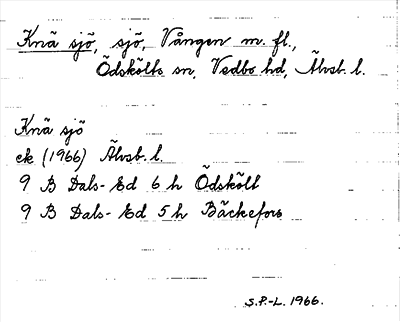 Knä sjö, sjö, Vången m. fl.,
Ödskölts sn, Vedbo hd, Älvsb. l.
Knä sjö
ek (1966) Älvsb. l.
9 B Dals-Ed 6 h Ödskölt
9 B Dals-Ed 5 h Bäckefors
S.P.-L. 1966.